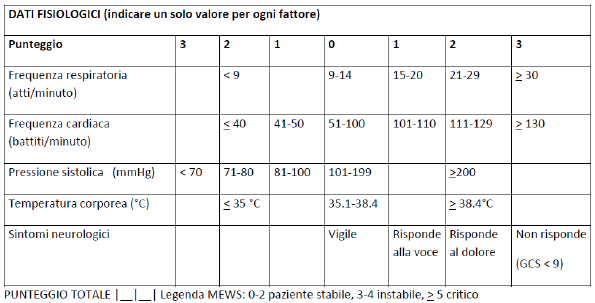 DATI FISIOLOGICI (indicare un solo valore per ogni fattore)
Punteggio 3 2 1 0 1 2 3
Frequenza respiratoria (atti/minuto) < 9 9-14 15-20 21-29 ≥ 30
Frequenza cardiaca (battiti/minuto) ≤ 40 41-50 51-100 101-110 111-129 ≥ 130
Pressione sistolica (mmHg) < 70 71-80 81-100 101-199 ≥200
Temperatura corporea (°C) ≤ 35 °C 35.1-38.4 ≥ 38.4°C
Sintomi neurologici Vigile Risponde alla voce Risponde al dolore Non risponde (GCS < 9)
PUNTEGGIO TOTALE |__|__| Legenda MEWS: 0-2 paziente stabile, 3-4 instabile, ≥ 5 critico